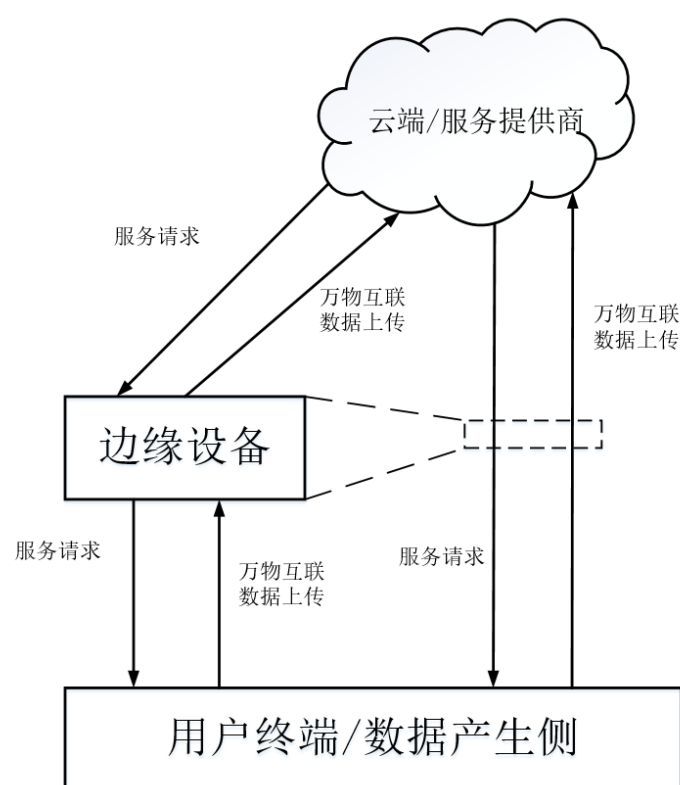 云端/服务提供商
服务请求
万物互联
数据上传
万物互联
数据上传
边缘设备
服务请求
万物互联
数据上传
服务请求
用户终端/数据产生侧